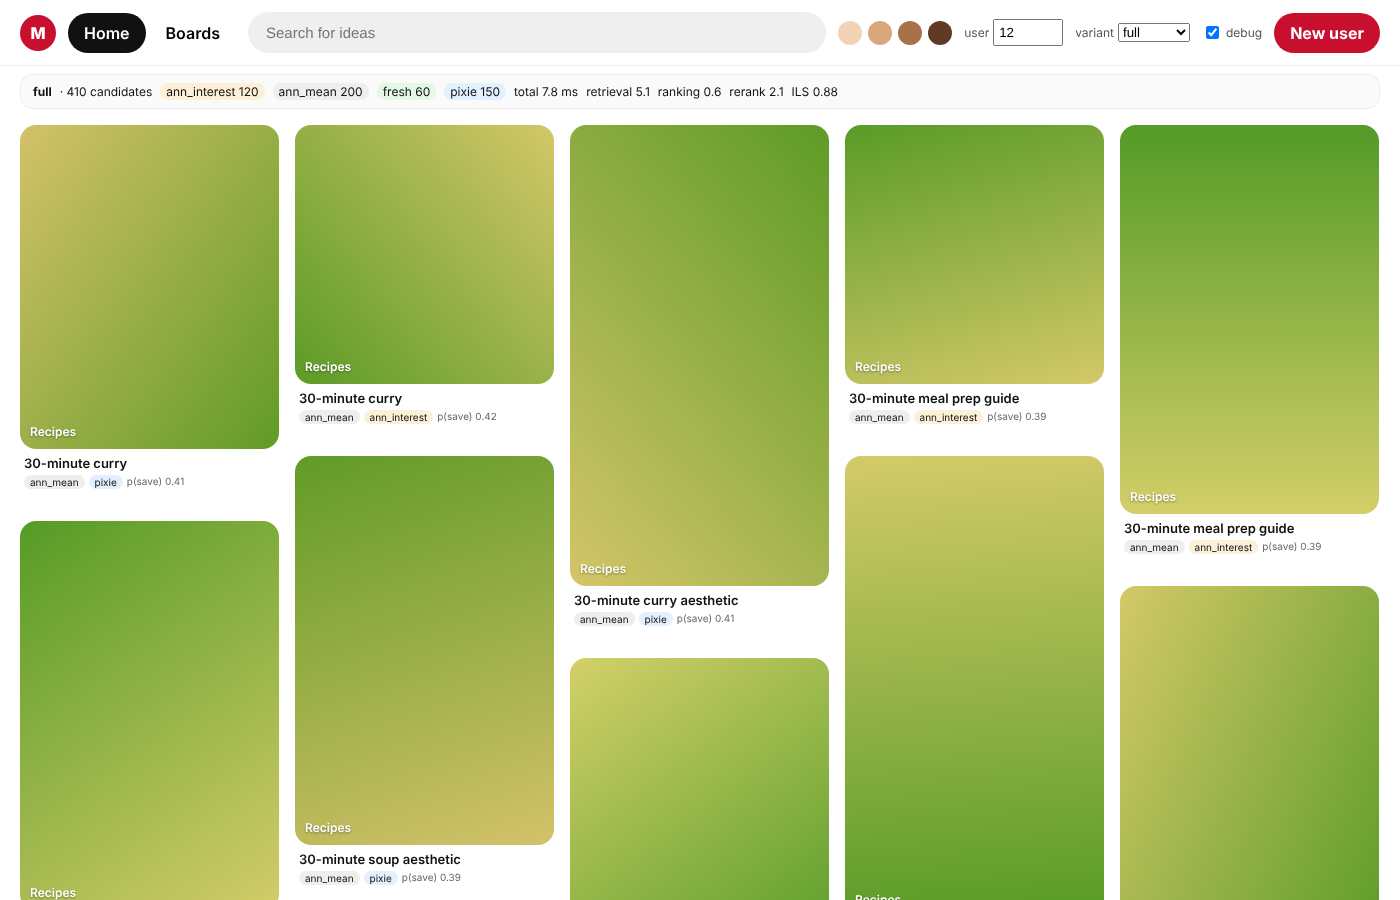 M
Home
Boards
Search for ideas
user 12
variant full
debug
New user
full · 410 candidates ann_interest 120 ann_mean 200 fresh 60 pixie 150 total 7.8 ms retrieval 5.1 ranking 0.6 rerank 2.1 ILS 0.88
Recipes
30-minute curry
ann_mean pixie p(save) 0.41
Recipes
Recipes
30-minute curry
ann_mean ann_interest p(save) 0.42
Recipes
30-minute soup aesthetic
ann_mean pixie p(save) 0.39
Recipes
30-minute curry aesthetic
ann_mean pixie p(save) 0.41
Recipes
30-minute meal prep guide
ann_mean ann_interest p(save) 0.39
Recipes
Recipes
30-minute meal prep guide
ann_mean ann_interest p(save) 0.39